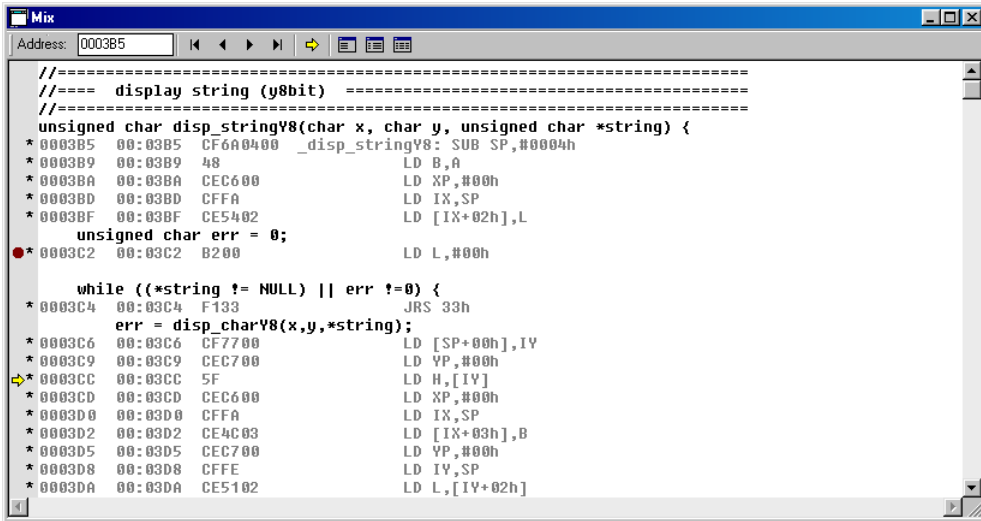 Mix
Address: 0003B5
//========================================================================
//==== display string (y8bit) ==========================================
//========================================================================
unsigned char disp_stringY8(char x, char y, unsigned char *string) {
* 0003B5 00:03B5 CF6A0400 _disp_stringY8: SUB SP,#0004h
* 0003B9 00:03B9 48 LD B,A
* 0003BA 00:03BA CEC600 LD XP,#00h
* 0003BD 00:03BD CFFA LD IX,SP
* 0003BF 00:03BF CE5402 LD [IX+02h],L
unsigned char err = 0;
* 0003C2 00:03C2 B200 LD L,#00h
while ((*string != NULL) || err !=0) {
* 0003C4 00:03C4 F133 JRS 33h
err = disp_charY8(x,y,*string);
* 0003C6 00:03C6 CF7700 LD [SP+00h],IY
* 0003C9 00:03C9 CEC700 LD YP,#00h
* 0003CC 00:03CC 5F LD H,[IY]
* 0003CD 00:03CD CEC600 LD XP,#00h
* 0003D0 00:03D0 CFFA LD IX,SP
* 0003D2 00:03D2 CE4C03 LD [IX+03h],B
* 0003D5 00:03D5 CEC700 LD YP,#00h
* 0003D8 00:03D8 CFFE LD IY,SP
* 0003DA 00:03DA CE5102 LD L,[IY+02h]